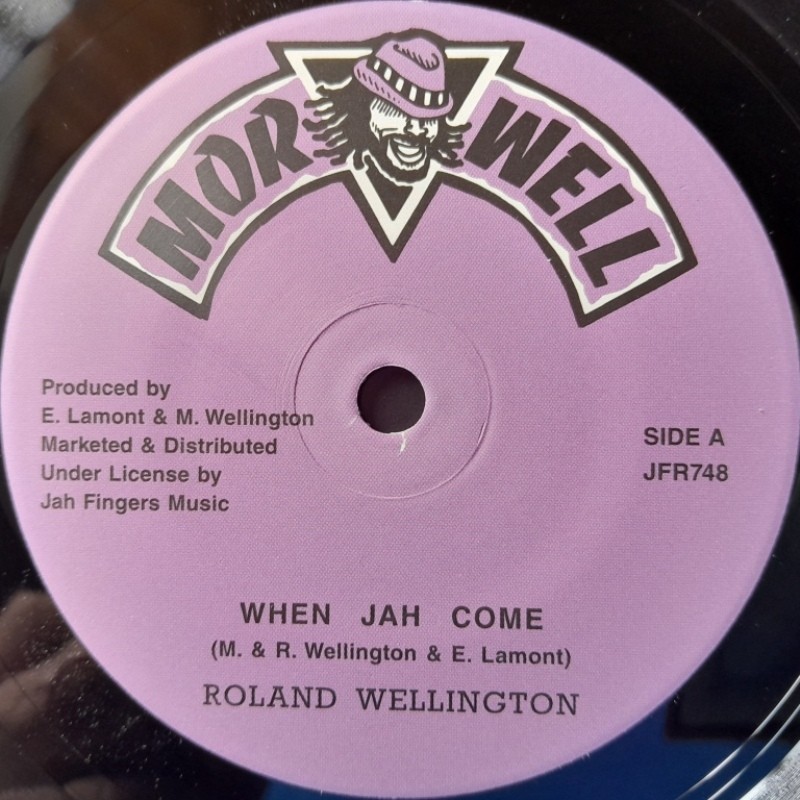 MOR WELL
Produced by
E. Lamont & M. Wellington
Marketed & Distributed
Under License by
Jah Fingers Music
SIDE A
JFR748
WHEN JAH COME
(M. & R. Wellington & E. Lamont)
ROLAND WELLINGTON